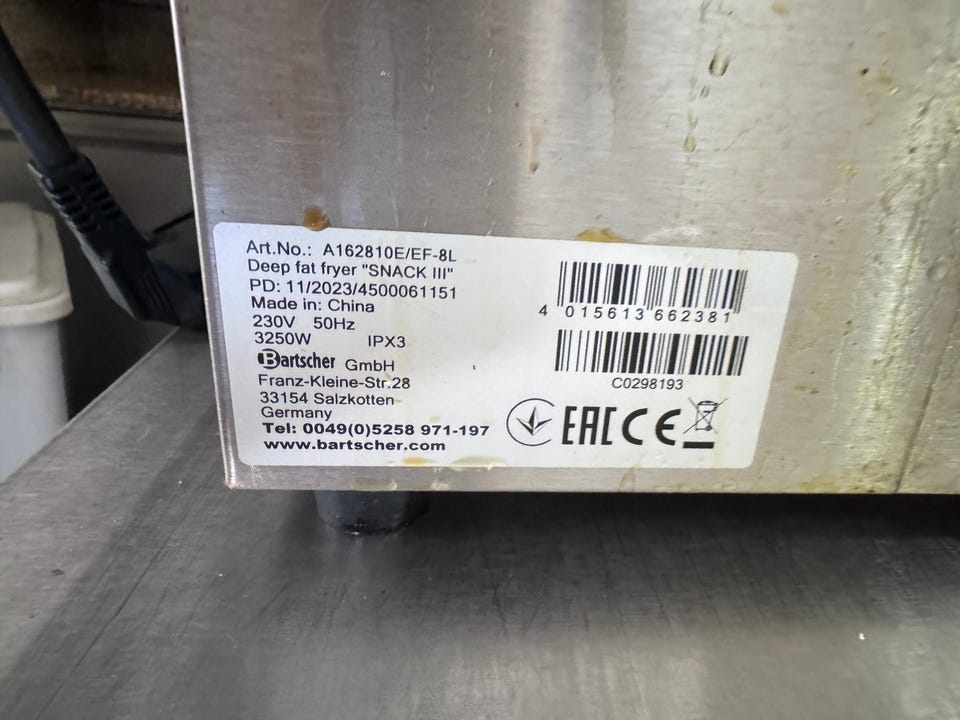 Art.No.: A162810E/EF-8L
Deep fat fryer "SNACK III"
PD: 11/2023/4500061151
Made in: China
230V 50Hz
3250W IPX3
Bartscher GmbH
Franz-Kleine-Str.28
33154 Salzkotten
Germany
Tel: 0049(0)5258 971-197
www.bartscher.com
4 015613 662381
C0298193
EAC CE